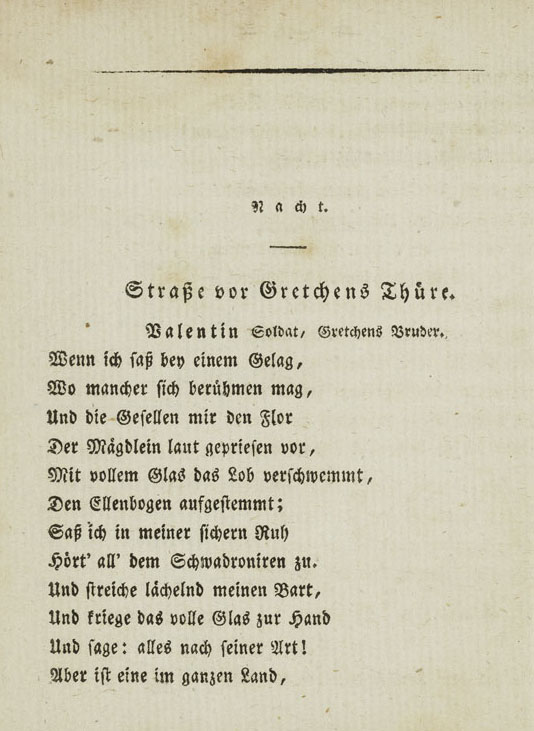 Nacht.
Straße vor Gretchens Thüre.
Valentin Soldat, Gretchens Bruder.
Wenn ich saß bey einem Gelag,
Wo mancher sich berühmen mag,
Und die Gesellen mir den Flor
Der Mägdlein laut gepriesen vor,
Mit vollem Glas das Lob verschwemmt,
Den Ellenbogen aufgestemmt;
Saß ich in meiner sichern Ruh
Hört' all' dem Schwadroniren zu.
Und streiche lächelnd meinen Bart,
Und kriege das volle Glas zur Hand
Und sage: alles nach seiner Art!
Aber ist eine im ganzen Land,